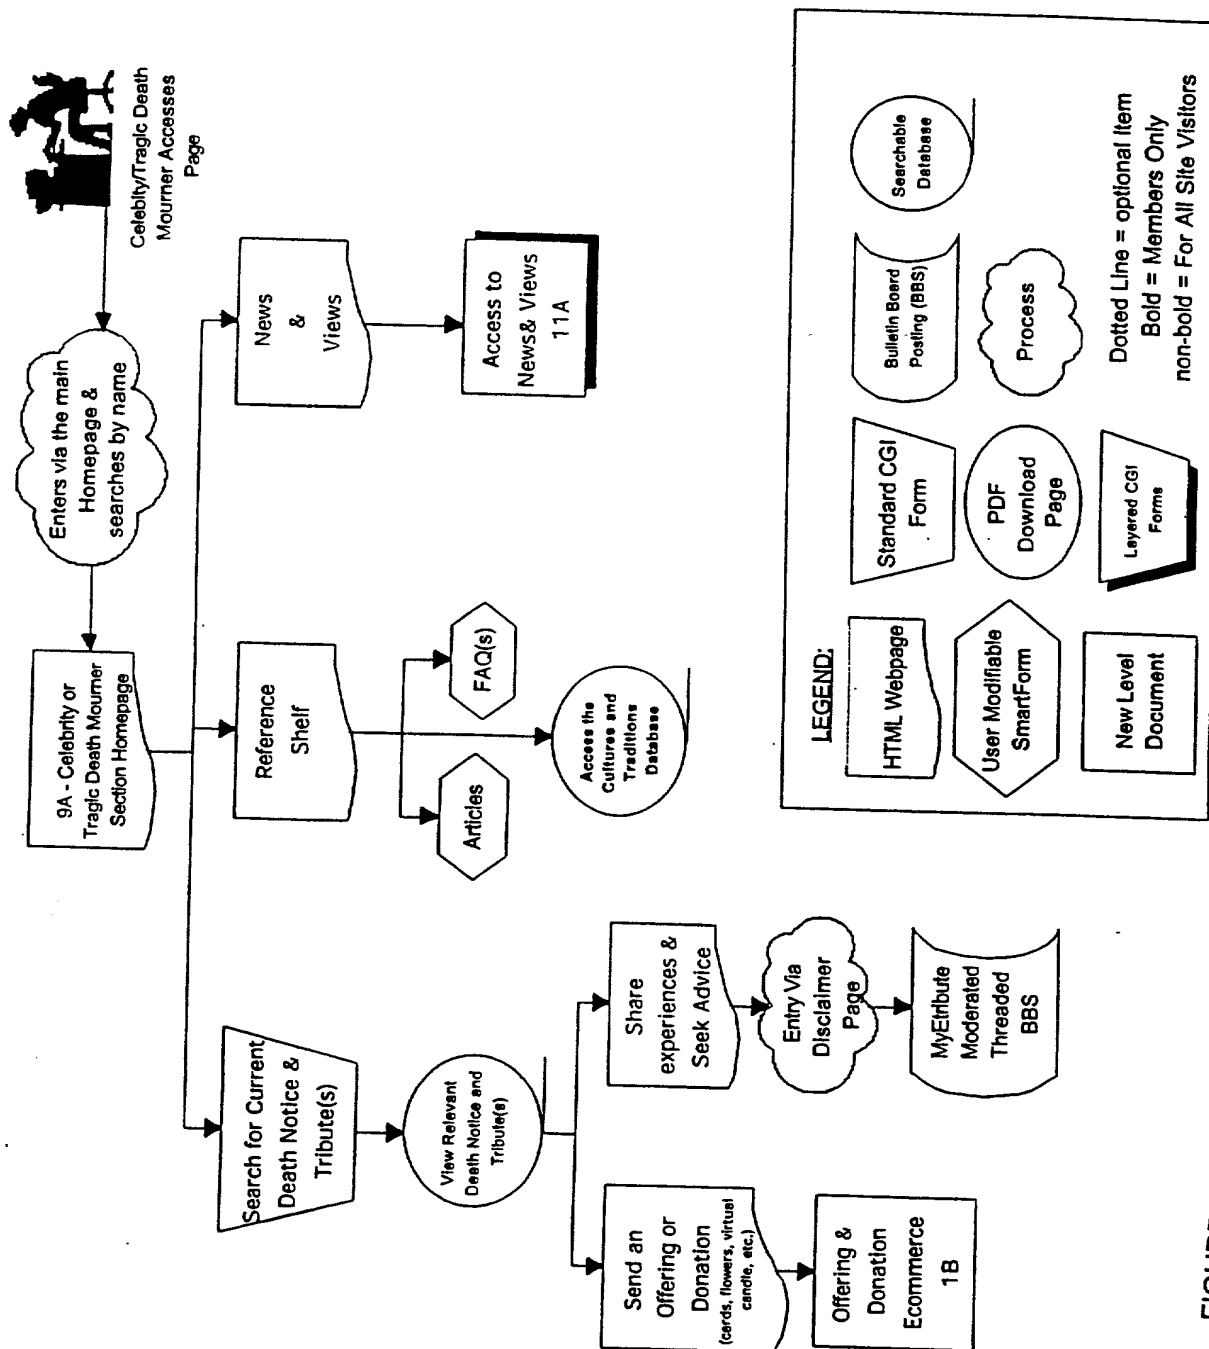 Celebity/Tragic Death
Mourner Accesses
Page
Enters via the main
Homepage &
searches by name
9A - Celebrity or
Tragic Death Mourner
Section Homepage
Search for Current
Death Notice &
Tribute(s)
View Relevant
Death Notice and
Tribute(s)
Send an
Offering or
Donation
(cards, flowers, virtual
candle, etc.)
Offering &
Donation
Ecommerce
1B
Share
experiences &
Seek Advice
Entry Via
Disclaimer
Page
MyEtribute
Moderated
Threaded
BBS
Reference
Shelf
Articles
FAQ(s)
Access the
Cultures and
Traditions
Database
News
&
Views
Access to
News& Views
11A
LEGEND:
HTML Webpage
Standard CGI
Form
Bulletin Board
Posting (BBS)
Searchable
Database
User Modifiable
SmartForm
PDF
Download
Page
Process
New Level
Document
Layered CGI
Forms
Dotted Line = optional Item
Bold = Members Only
non-bold = For All Site Visitors
FIGURE